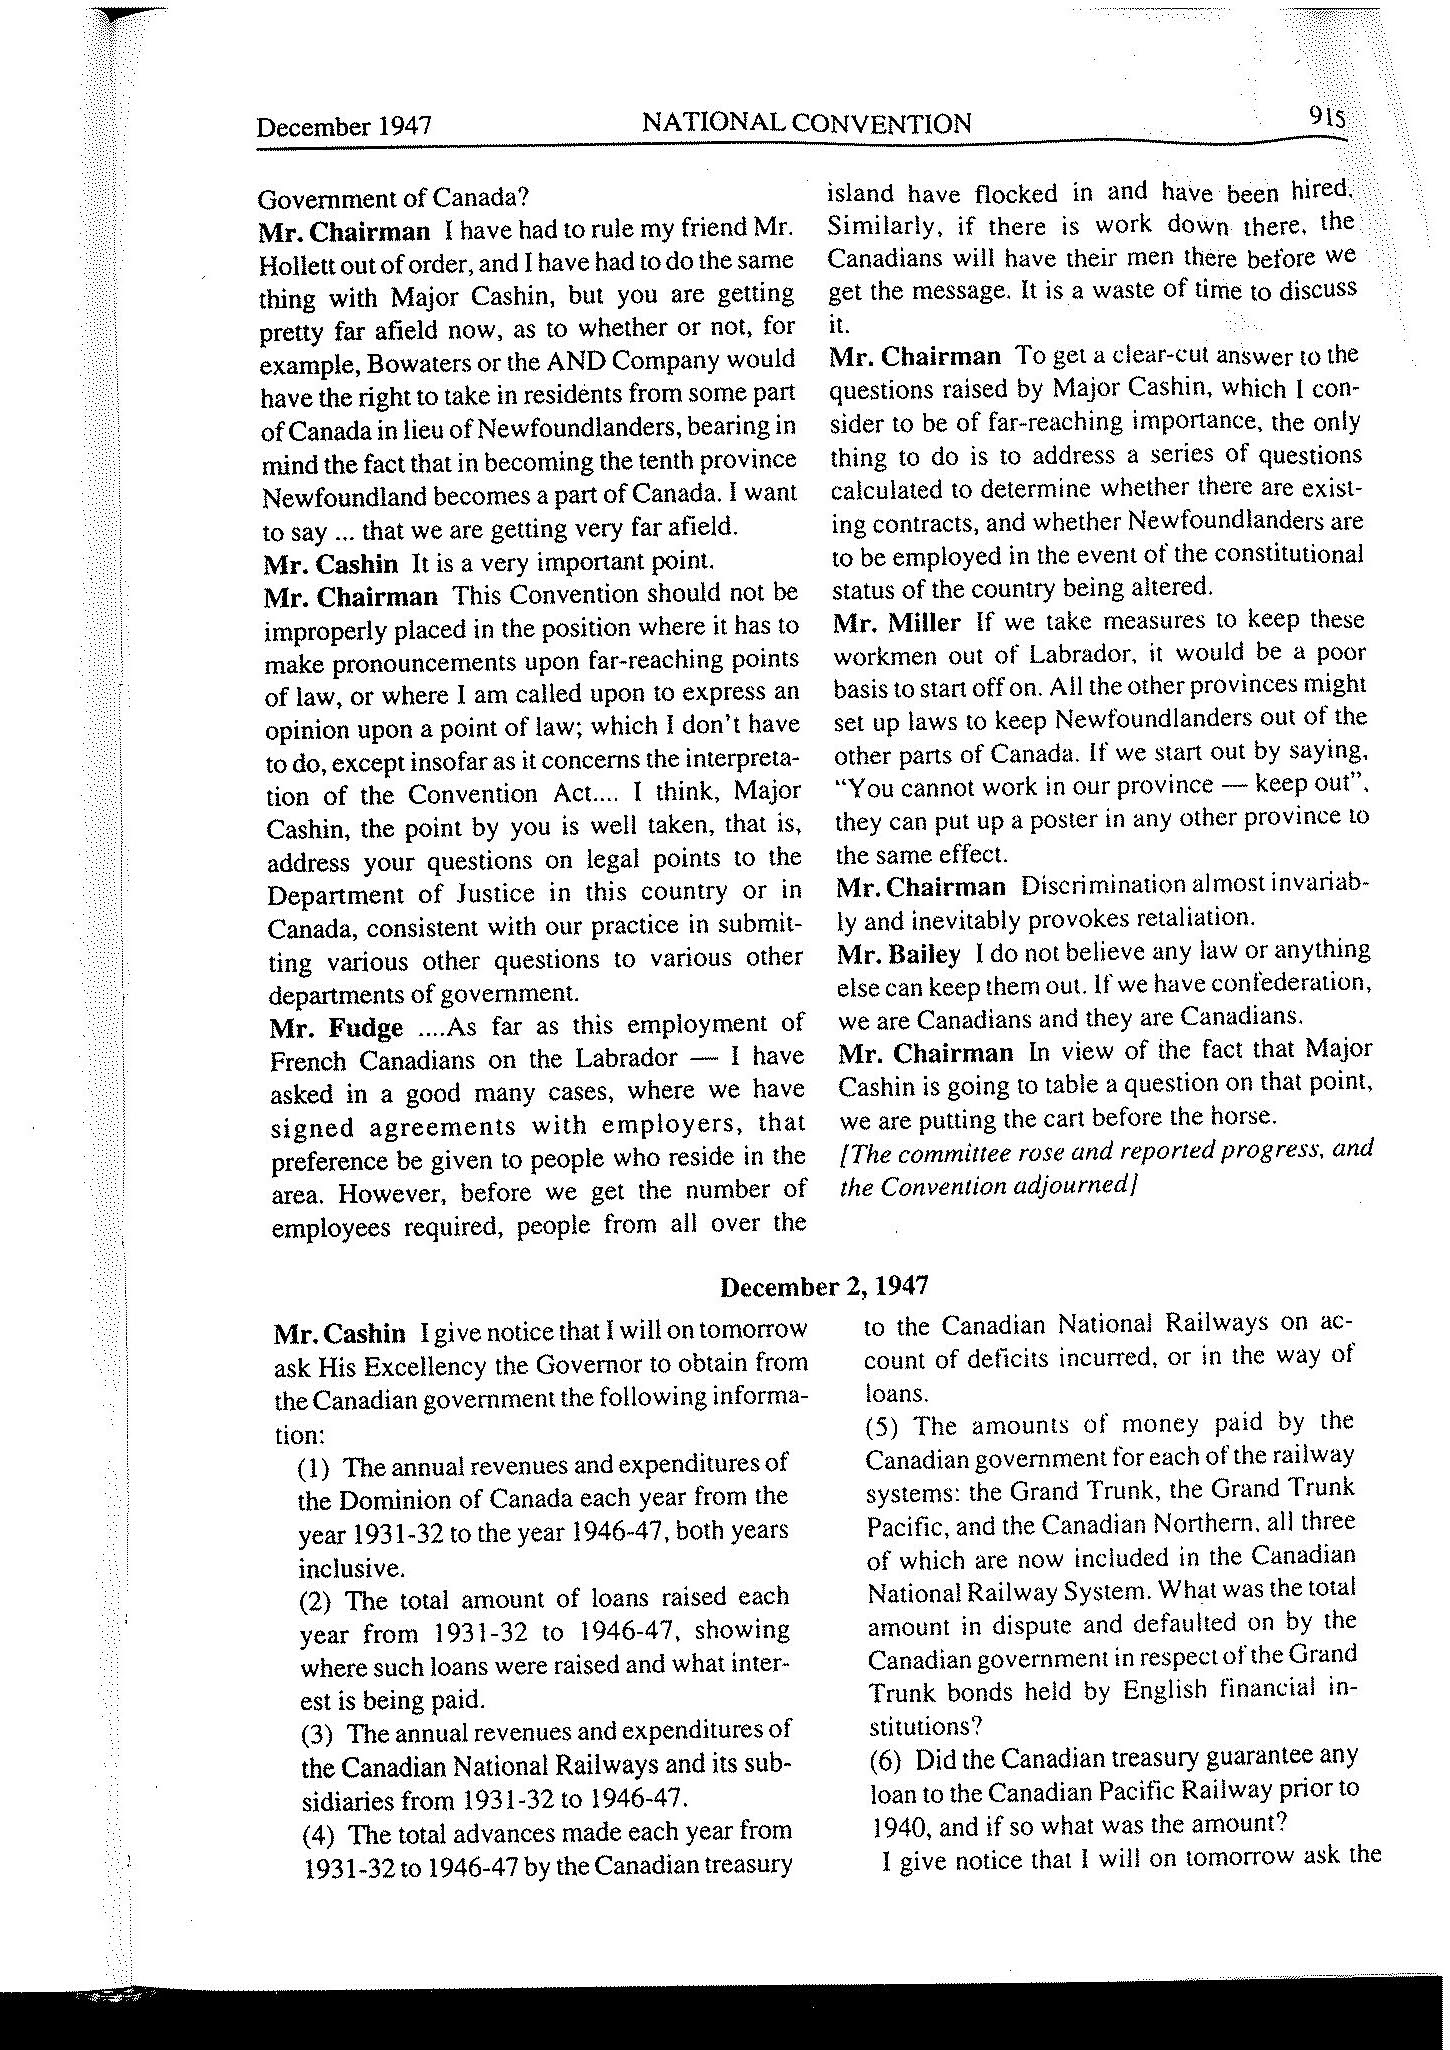 December 1947
NATIONAL CONVENTION
915
Government of Canada?
Mr. Chairman I have had to rule my friend Mr.
Hollett out of order, and I have had to do the same
thing with Major Cashin, but you are getting
pretty far afield now, as to whether or not, for
example, Bowaters or the AND Company would
have the right to take in residents from some part
of Canada in lieu of Newfoundlanders, bearing in
mind the fact that in becoming the tenth province
Newfoundland becomes a part of Canada. I want
to say ... that we are getting very far afield.
Mr. Cashin It is a very important point.
Mr. Chairman This Convention should not be
improperly placed in the position where it has to
make pronouncements upon far-reaching points
of law, or where I am called upon to express an
opinion upon a point of law; which I don't have
to do, except insofar as it concerns the interpreta-
tion of the Convention Act.... I think, Major
Cashin, the point by you is well taken, that is,
address your questions on legal points to the
Department of Justice in this country or in
Canada, consistent with our practice in submit-
ting various other questions to various other
departments of government.
Mr. Fudge ....As far as this employment of
French Canadians on the Labrador — I have
asked in a good many cases, where we have
signed agreements with employers, that
preference be given to people who reside in the
area. However, before we get the number of
employees required, people from all over the
island have flocked in and have been hired.
Similarly, if there is work down there, the
Canadians will have their men there before we
get the message. It is a waste of time to discuss
it.
Mr. Chairman To get a clear-cut answer to the
questions raised by Major Cashin, which I con-
sider to be of far-reaching importance, the only
thing to do is to address a series of questions
calculated to determine whether there are exist-
ing contracts, and whether Newfoundlanders are
to be employed in the event of the constitutional
status of the country being altered.
Mr. Miller If we take measures to keep these
workmen out of Labrador, it would be a poor
basis to start off on. All the other provinces might
set up laws to keep Newfoundlanders out of the
other parts of Canada. If we start out by saying,
"You cannot work in our province — keep out",
they can put up a poster in any other province to
the same effect.
Mr. Chairman Discrimination almost invariab-
ly and inevitably provokes retaliation.
Mr. Bailey I do not believe any law or anything
else can keep them out. If we have confederation,
we are Canadians and they are Canadians.
Mr. Chairman In view of the fact that Major
Cashin is going to table a question on that point,
we are putting the cart before the horse.
[The committee rose and reported progress, and
the Convention adjourned]
December 2, 1947
Mr. Cashin I give notice that I will on tomorrow
ask His Excellency the Governor to obtain from
the Canadian government the following informa-
tion:
(1) The annual revenues and expenditures of
the Dominion of Canada each year from the
year 1931-32 to the year 1946-47, both years
inclusive.
(2) The total amount of loans raised each
year from 1931-32 to 1946-47, showing
where such loans were raised and what inter-
est is being paid.
(3) The annual revenues and expenditures of
the Canadian National Railways and its sub-
sidiaries from 1931-32 to 1946-47.
(4) The total advances made each year from
1931-32 to 1946-47 by the Canadian treasury
to the Canadian National Railways on ac-
count of deficits incurred, or in the way of
loans.
(5) The amounts of money paid by the
Canadian government for each of the railway
systems: the Grand Trunk, the Grand Trunk
Pacific, and the Canadian Northern, all three
of which are now included in the Canadian
National Railway System. What was the total
amount in dispute and defaulted on by the
Canadian government in respect of the Grand
Trunk bonds held by English financial in-
stitutions?
(6) Did the Canadian treasury guarantee any
loan to the Canadian Pacific Railway prior to
1940, and if so what was the amount?
I give notice that I will on tomorrow ask the